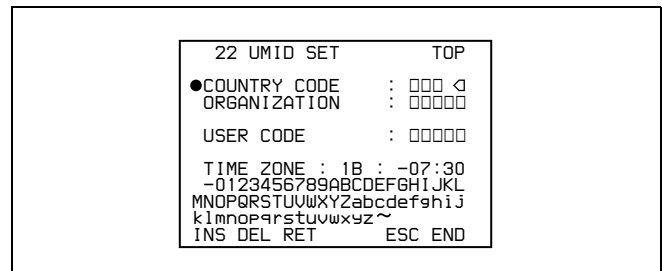 22 UMID SET TOP
●COUNTRY CODE : □□□ ◁
ORGANIZATION : □□□□□
USER CODE : □□□□□
TIME ZONE : 1B : -07:30
-0123456789ABCDEFGHIJKL
MNOPQRSTUVWXYZabcdefghij
klmnopqrstuvwxyz~
INS DEL RET ESC END